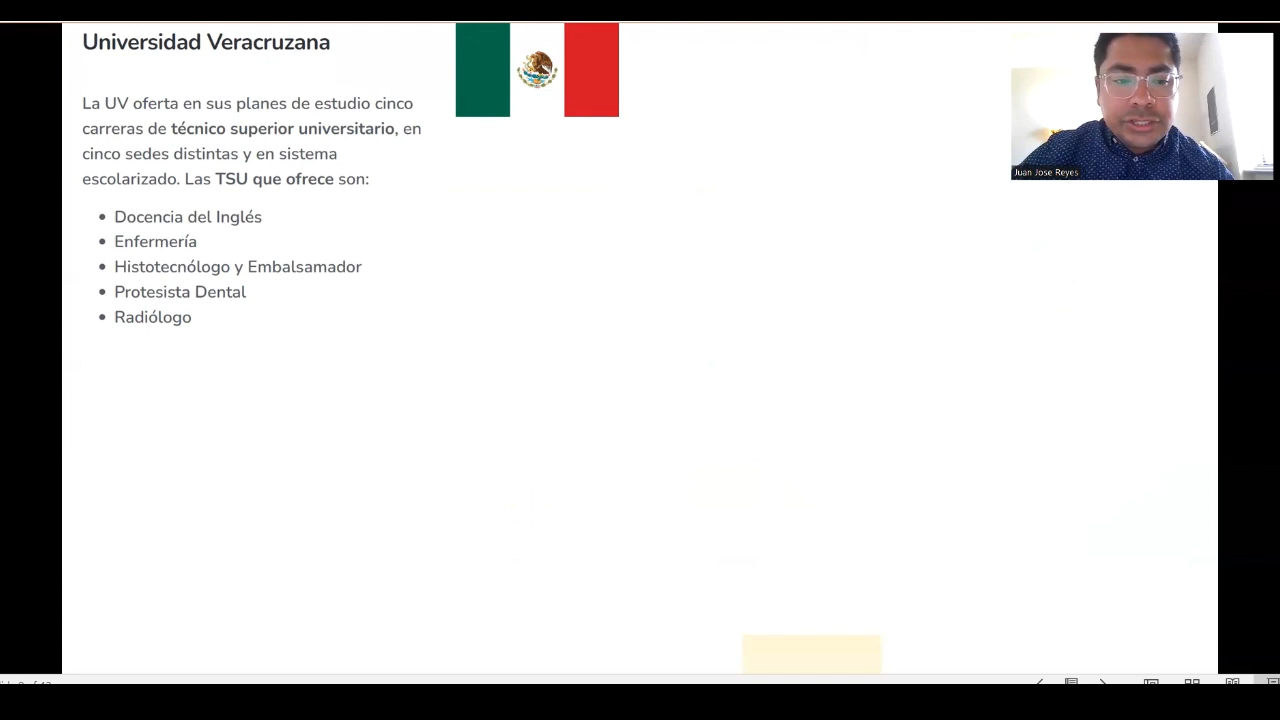 Universidad Veracruzana
La UV oferta en sus planes de estudio cinco
carreras de técnico superior universitario, en
cinco sedes distintas y en sistema
escolarizado. Las TSU que ofrece son:
• Docencia del Inglés
• Enfermería
• Histotecnólogo y Embalsamador
• Protesista Dental
• Radiólogo
Juan Jose Reyes